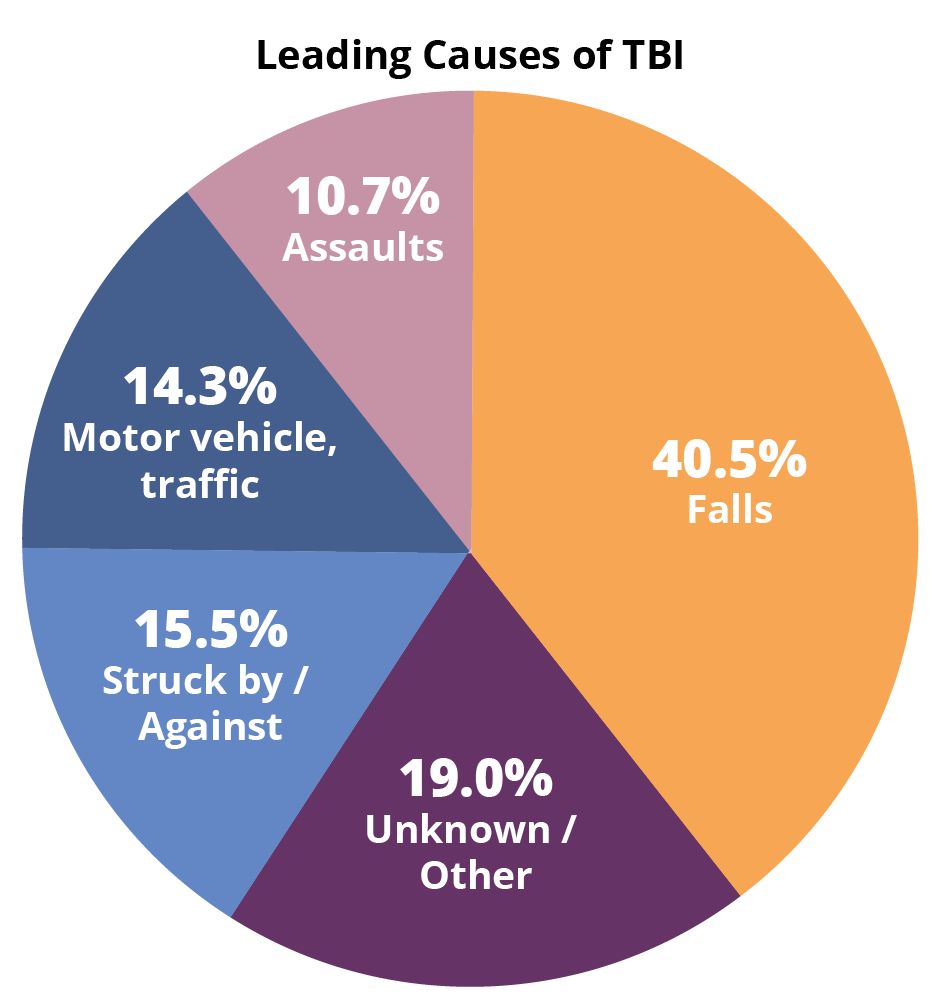 Leading Causes of TBI
10.7%
Assaults
14.3%
Motor vehicle,
traffic
40.5%
Falls
15.5%
Struck by /
Against
19.0%
Unknown /
Other